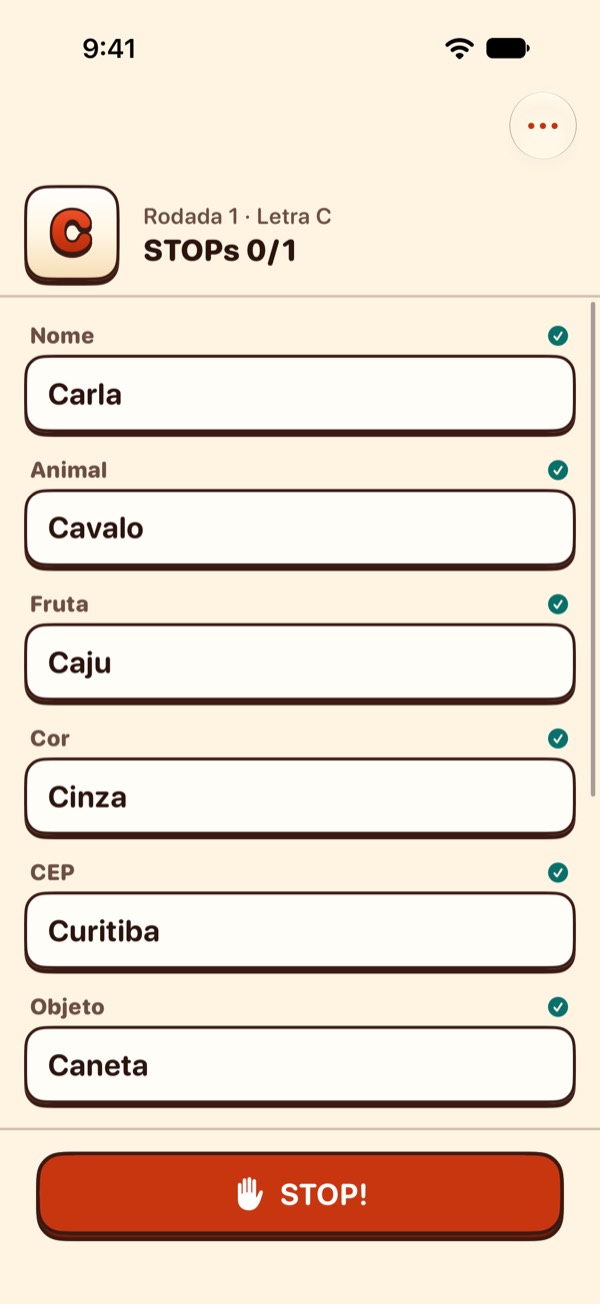 9:41
C
Rodada 1 · Letra C
STOPs 0/1
Nome
Carla
Animal
Cavalo
Fruta
Caju
Cor
Cinza
CEP
Curitiba
Objeto
Caneta
STOP!